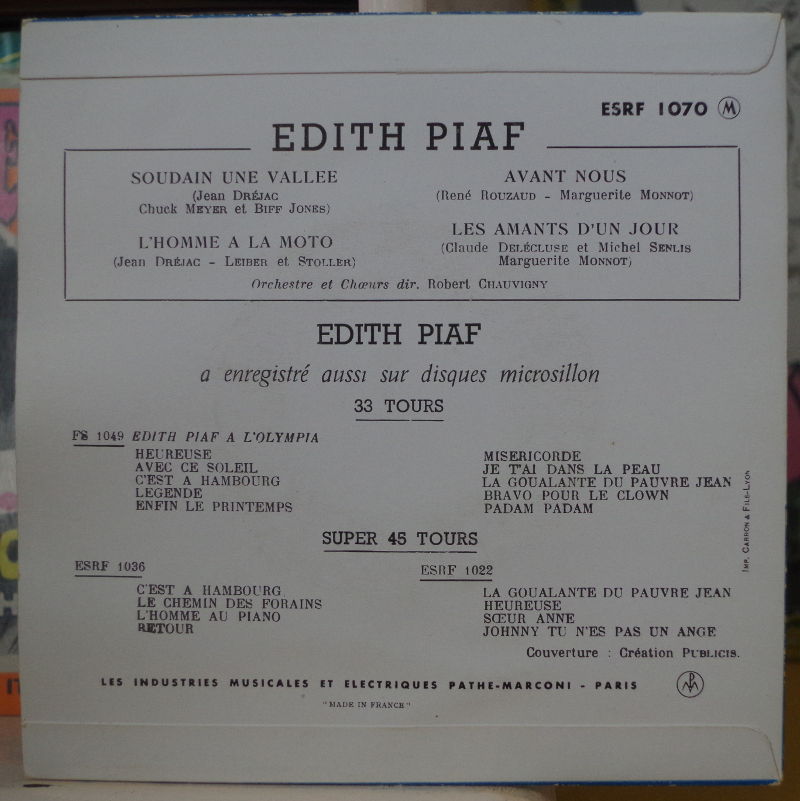 ESRF 1070 M
EDITH PIAF
SOUDAIN UNE VALLEE
(Jean DRÉJAC
Chuck MEYER et BIFF JONES)
L'HOMME A LA MOTO
(Jean DRÉJAC - LEIBER et STOLLER)
AVANT NOUS
(René ROUZAUD - Marguerite MONNOT)
LES AMANTS D'UN JOUR
(Claude DELÉCLUSE et Michel SENLIS
Marguerite MONNOT)
Orchestre et Chœurs dir. Robert CHAUVIGNY
EDITH PIAF
a enregistré aussi sur disques microsillon
33 TOURS
FS 1049 EDITH PIAF A L'OLYMPIA
HEUREUSE
AVEC CE SOLEIL
C'EST A HAMBOURG
LEGENDE
ENFIN LE PRINTEMPS
MISERICORDE
JE T'AI DANS LA PEAU
LA GOUALANTE DU PAUVRE JEAN
BRAVO POUR LE CLOWN
PADAM PADAM
SUPER 45 TOURS
ESRF 1036
C'EST A HAMBOURG
LE CHEMIN DES FORAINS
L'HOMME AU PIANO
RETOUR
ESRF 1022
LA GOUALANTE DU PAUVRE JEAN
HEUREUSE
SŒUR ANNE
JOHNNY TU N'ES PAS UN ANGE
IMP. CARRON & FILS-LYON
Couverture : Création PUBLICIS.
LES INDUSTRIES MUSICALES ET ELECTRIQUES PATHE-MARCONI - PARIS
"MADE IN FRANCE"